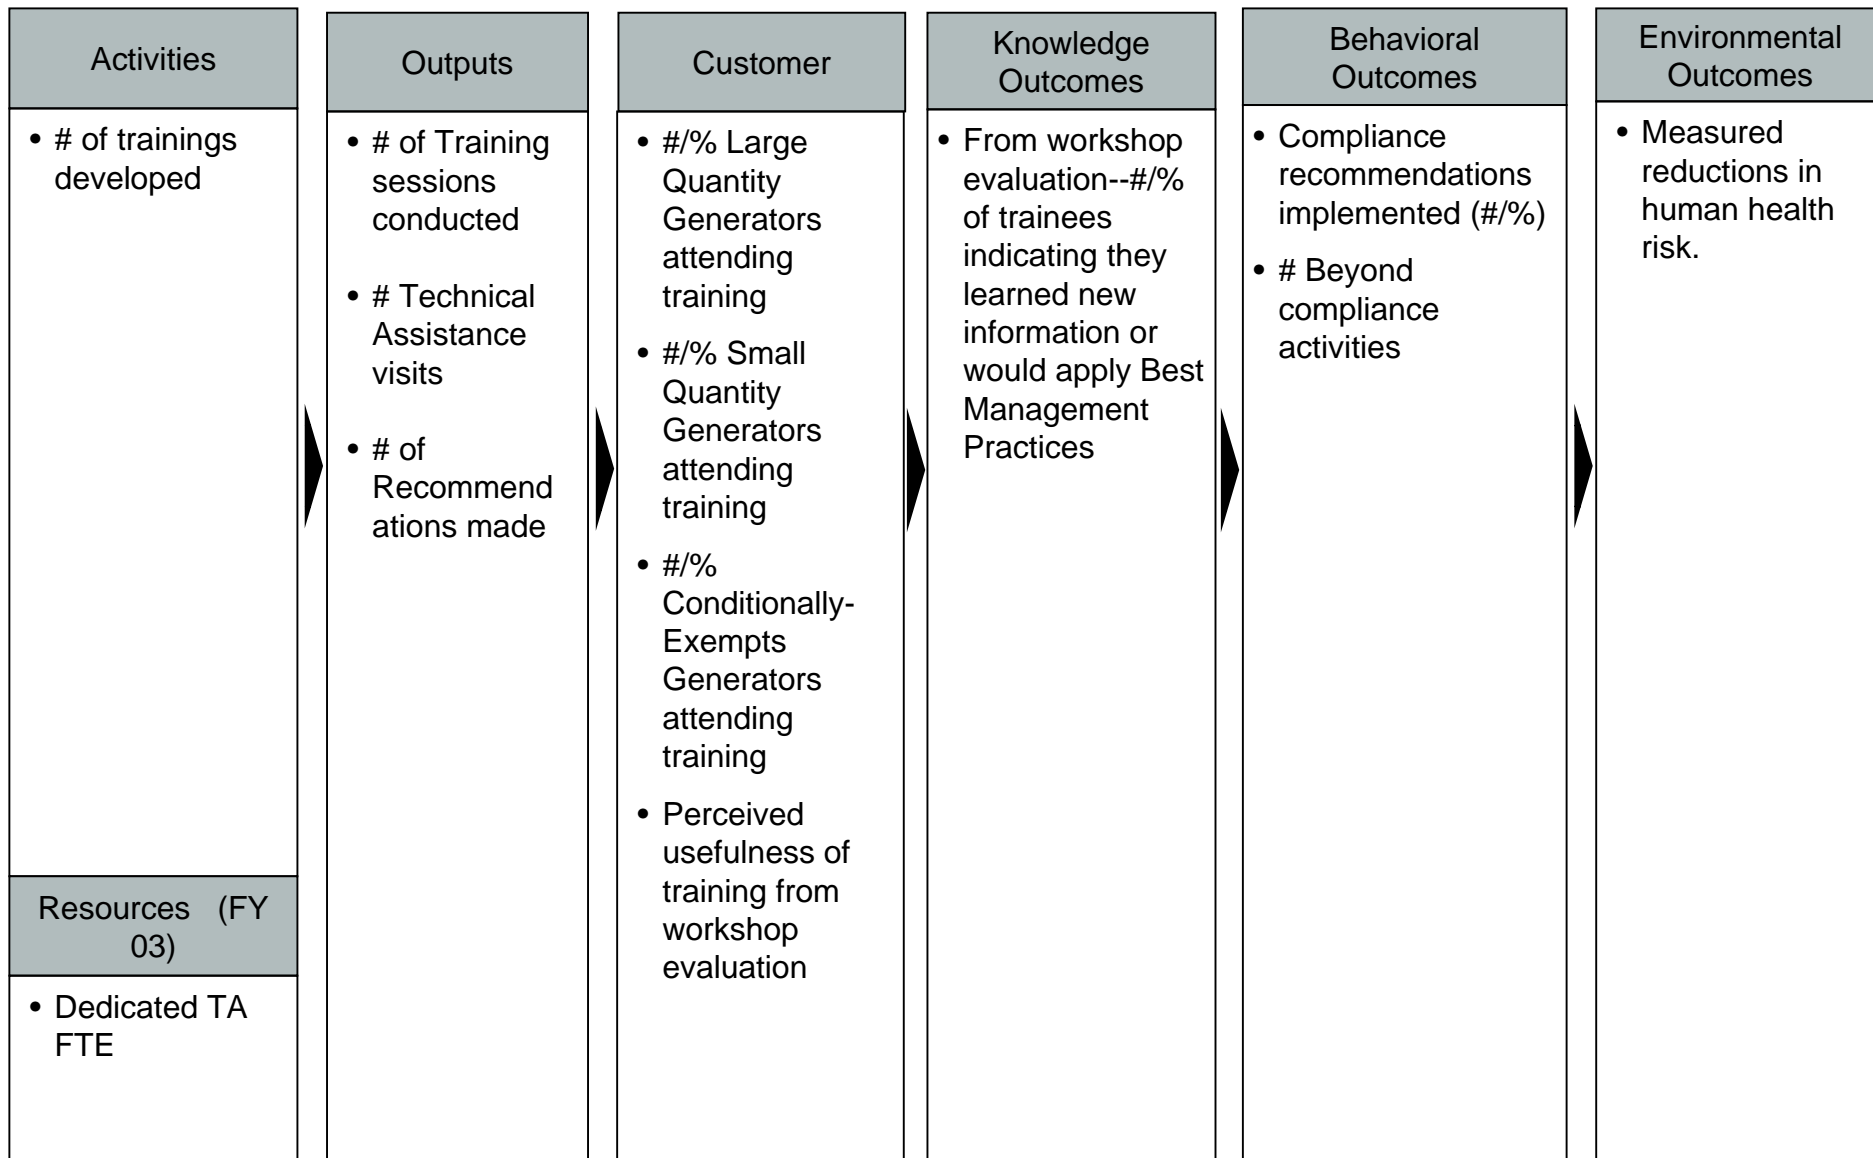 Activities
• # of trainings
developed
Resources (FY
03)
• Dedicated TA
FTE
Outputs
• # of Training
sessions
conducted
• # Technical
Assistance
visits
• # of
Recommend
ations made
Customer
• #/% Large
Quantity
Generators
attending
training
• #/% Small
Quantity
Generators
attending
training
• #/%
Conditionally-
Exempts
Generators
attending
training
• Perceived
usefulness of
training from
workshop
evaluation
Knowledge
Outcomes
• From workshop
evaluation--#/%
of trainees
indicating they
learned new
information or
would apply Best
Management
Practices
Behavioral
Outcomes
• Compliance
recommendations
implemented (#/%)
• # Beyond
compliance
activities
Environmental
Outcomes
• Measured
reductions in
human health
risk.